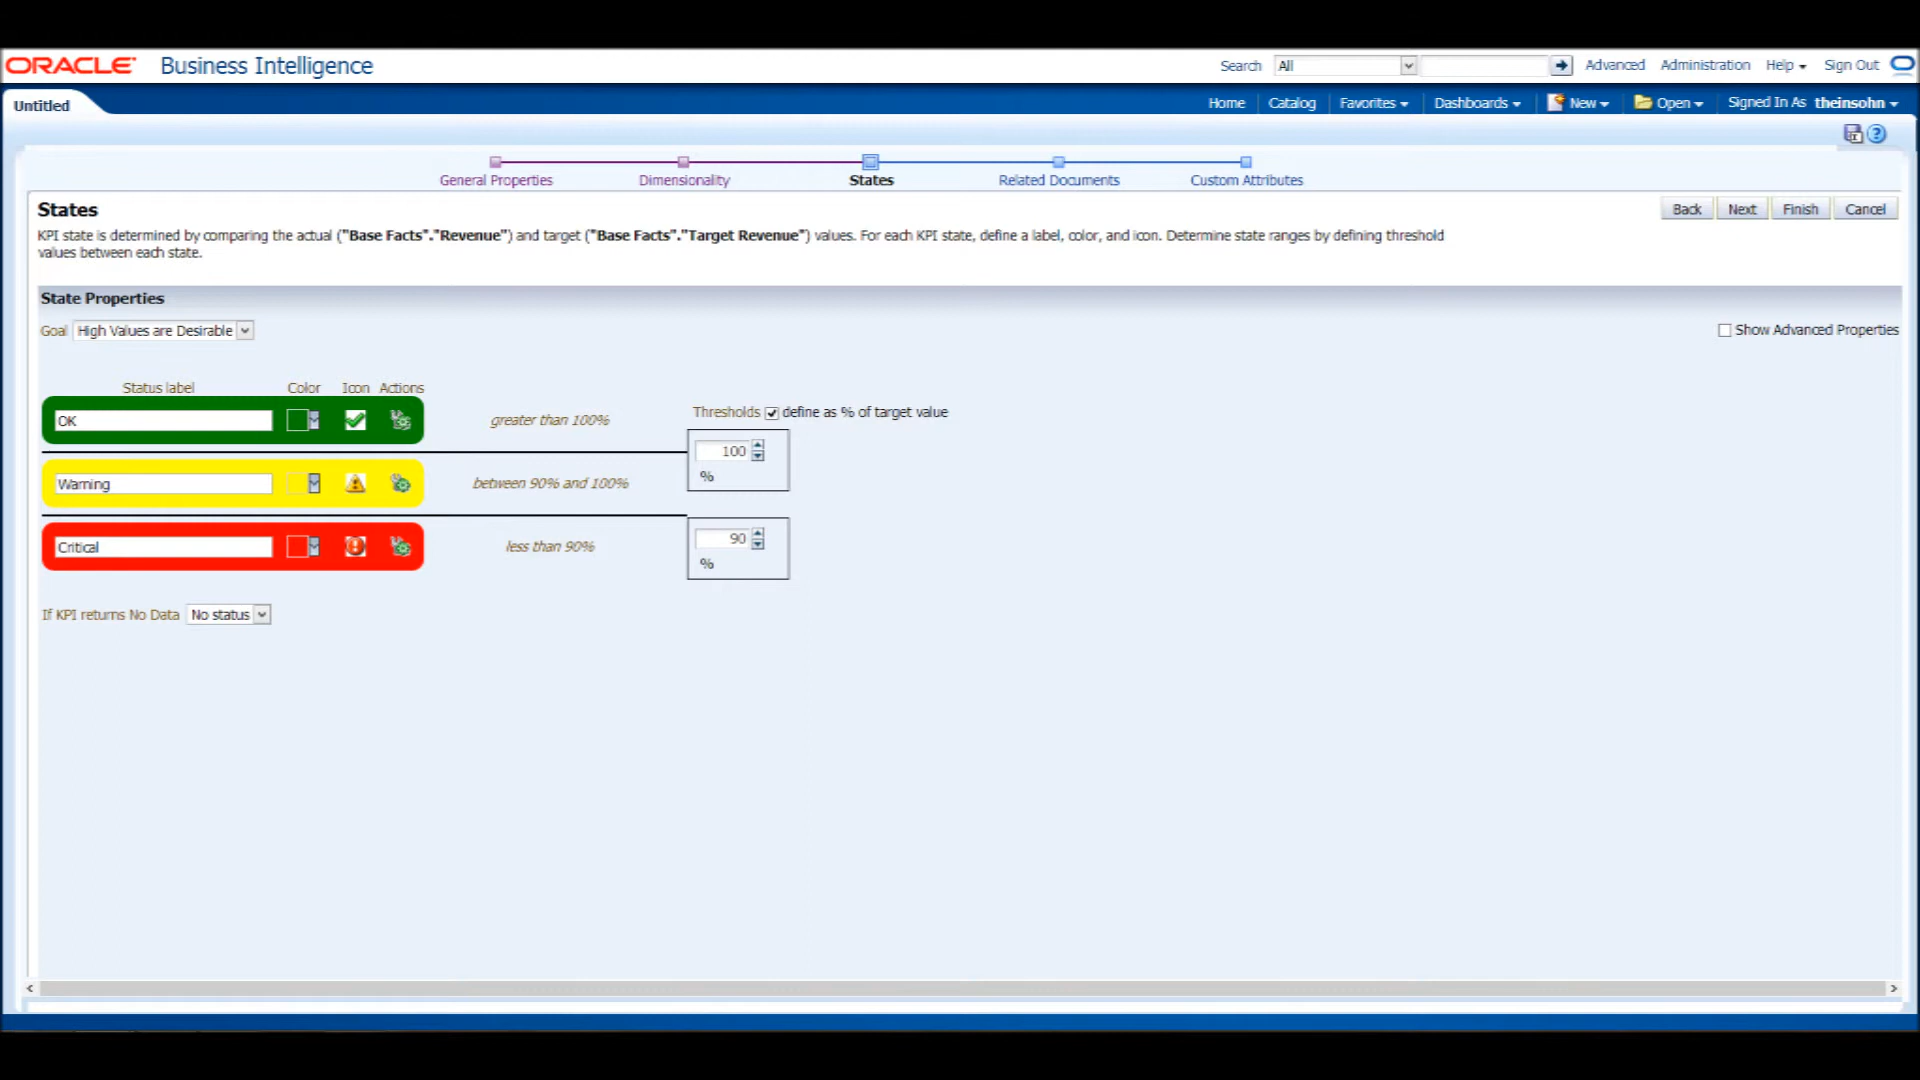 ORACLE Business Intelligence
Search All Advanced Administration Help Sign Out
Untitled
Home Catalog Favorites Dashboards New Open Signed In As theinsohn
General Properties Dimensionality States Related Documents Custom Attributes
States
Back Next Finish Cancel
KPI state is determined by comparing the actual ("Base Facts"."Revenue") and target ("Base Facts"."Target Revenue") values. For each KPI state, define a label, color, and icon. Determine state ranges by defining threshold
values between each state.
State Properties
Goal High Values are Desirable
Show Advanced Properties
Status label Color Icon Actions
Thresholds define as % of target value
OK greater than 100%
100
%
Warning between 90% and 100%
Critical less than 90%
90
%
If KPI returns No Data No status